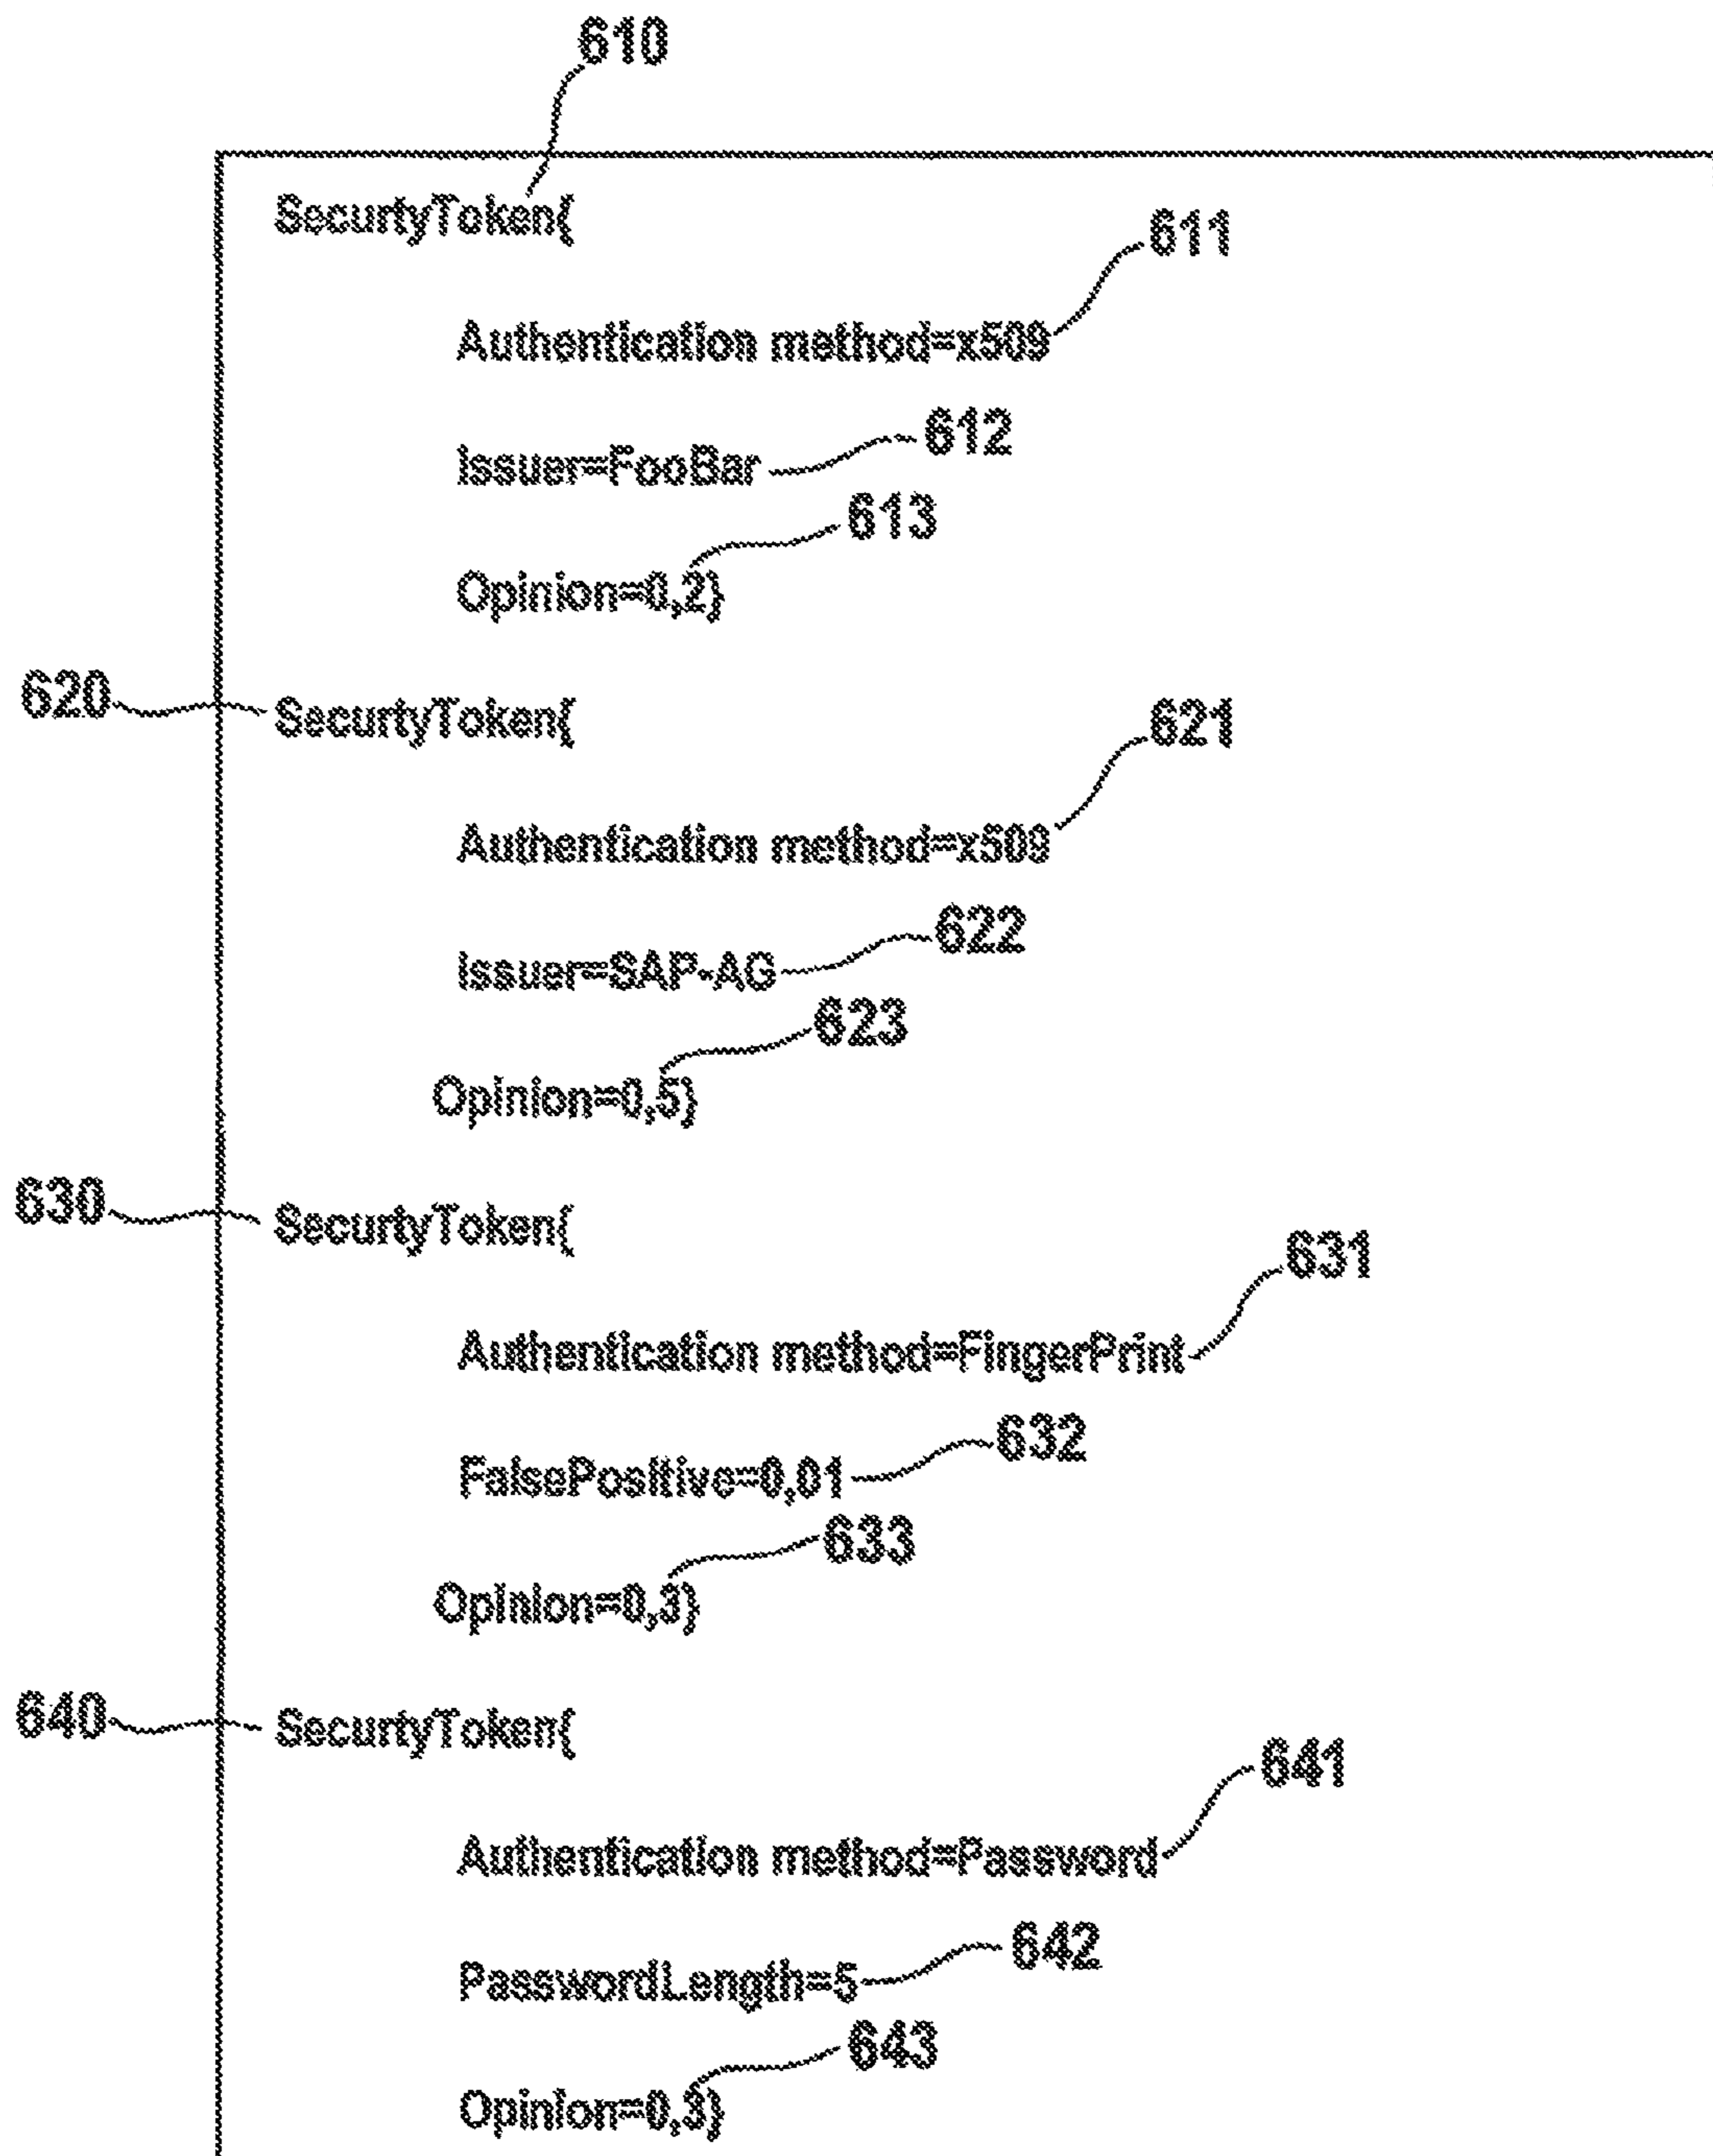 610
SecurtyToken{
611
Authentication method=x509
612
Issuer=FooBar
613
Opinion=0,2}
620
SecurtyToken{
621
Authentication method=x509
622
Issuer=SAP-AG
623
Opinion=0,5}
630
SecurtyToken{
631
Authentication method=FingerPrint
632
FalsePositive=0,01
633
Opinion=0,3}
640
SecurtyToken{
641
Authentication method=Password
642
PasswordLength=5
643
Opinion=0,3}